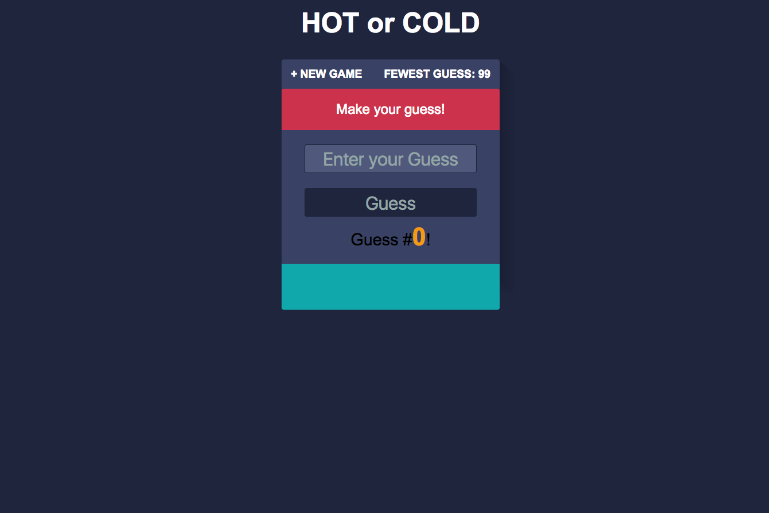 HOT or COLD
+ NEW GAME FEWEST GUESS: 99
Make your guess!
Enter your Guess
Guess
Guess #0!